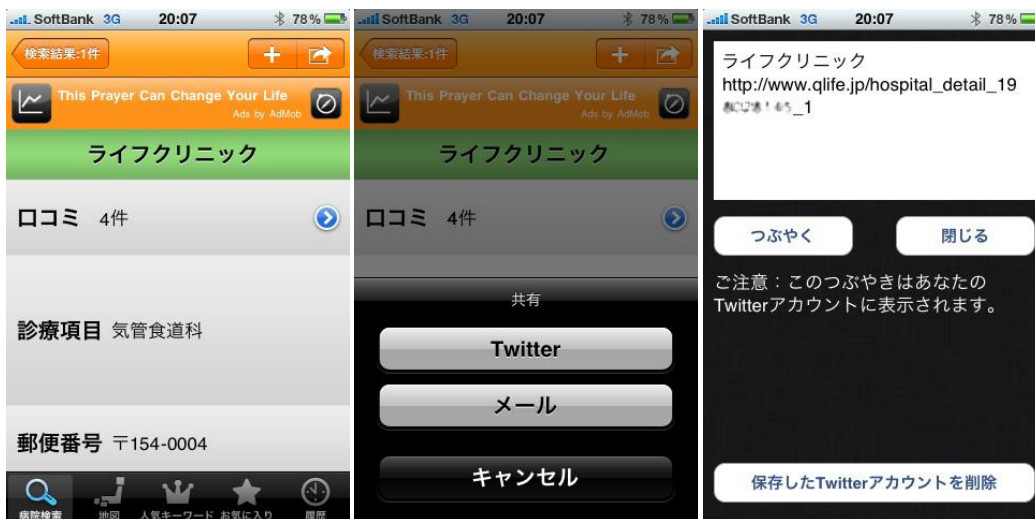 SoftBank 3G 20:07 78%
検索結果:1件
This Prayer Can Change Your Life
Ads by AdMob
ライフクリニック
口コミ 4件
診療項目 気管食道科
郵便番号 〒154-0004
病院検索 地図 人気キーワード お気に入り 履歴
SoftBank 3G 20:07 78%
検索結果:1件
This Prayer Can Change Your Life
Ads by AdMob
ライフクリニック
口コミ 4件
共有
Twitter
メール
キャンセル
SoftBank 3G 20:07 78%
ライフクリニック
http://www.qlife.jp/hospital_detail_19
_1
つぶやく 閉じる
ご注意：このつぶやきはあなたの
Twitterアカウントに表示されます。
保存したTwitterアカウントを削除